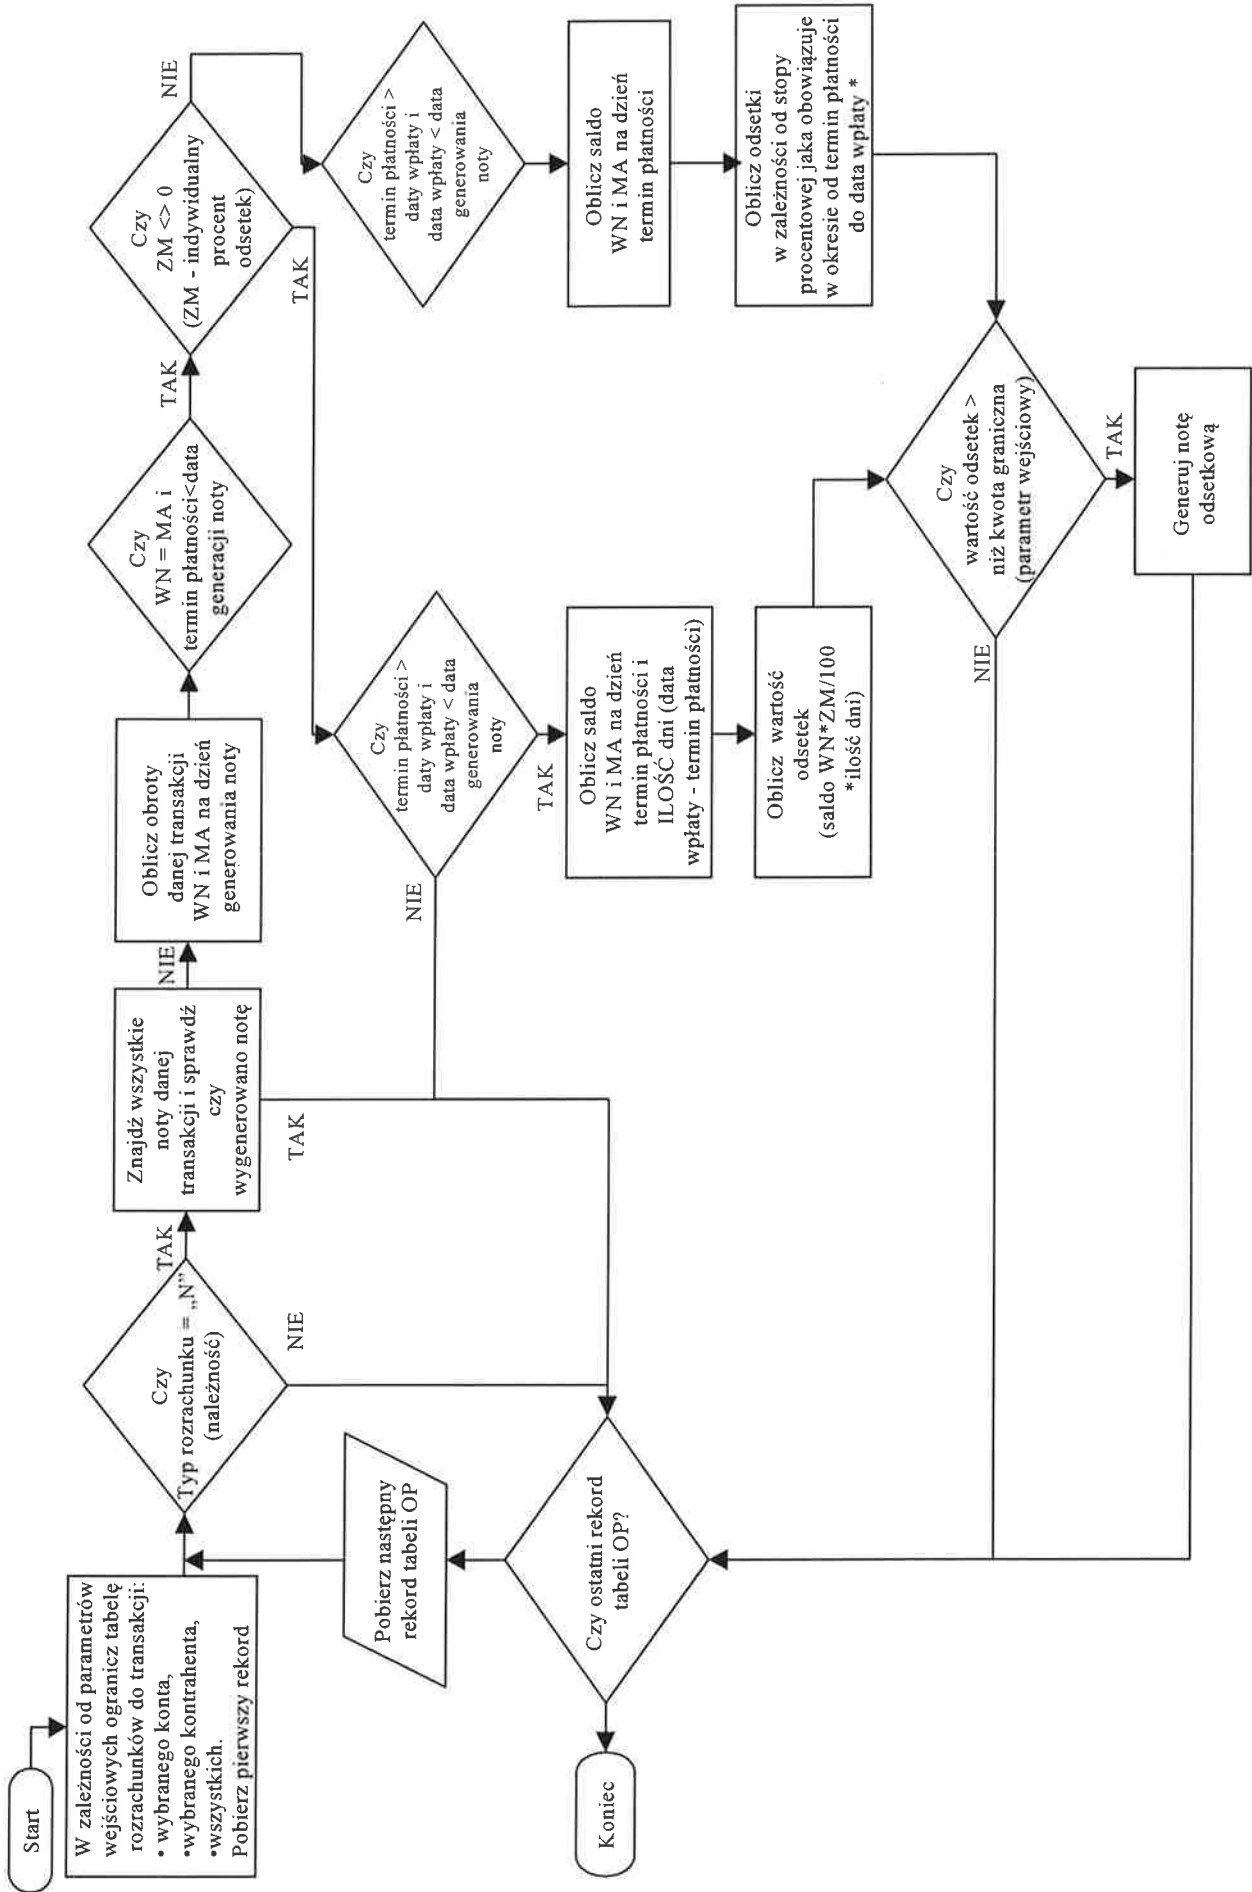 Start
W zależności od parametrów
wejściowych ogranicz tabelę
rozrachunków do transakcji:
• wybranego konta,
•wybranego kontrahenta,
•wszystkich.
Pobierz pierwszy rekord
Czy
Typ rozrachunku = „N”
(należność)
TAK
NIE
Znajdź wszystkie
noty danej
transakcji i sprawdź
czy
wygenerowano notę
NIE
TAK
Oblicz obroty
danej transakcji
WN i MA na dzień
generowania noty
Czy
WN = MA i
termin płatności<data
generacji noty
TAK
Czy
ZM <> 0
(ZM - indywidualny
procent
odsetek)
NIE
TAK
Czy
termin płatności >
daty wpłaty i
data wpłaty < data
generowania
noty
Oblicz saldo
WN i MA na dzień
termin płatności
Oblicz odsetki
w zależności od stopy
procentowej jaka obowiązuje
w okresie od termin płatności
do data wpłaty *
Czy
termin płatności >
daty wpłaty i
data wpłaty < data
generowania
noty
NIE
TAK
Oblicz saldo
WN i MA na dzień
termin płatności i
ILOŚĆ dni (data
wpłaty - termin płatności)
Oblicz wartość
odsetek
(saldo WN*ZM/100
*ilość dni)
Czy
wartość odsetek >
niż kwota graniczna
(parametr wejściowy)
NIE
TAK
Generuj notę
odsetkową
Pobierz następny
rekord tabeli OP
Czy ostatni rekord
tabeli OP?
Koniec